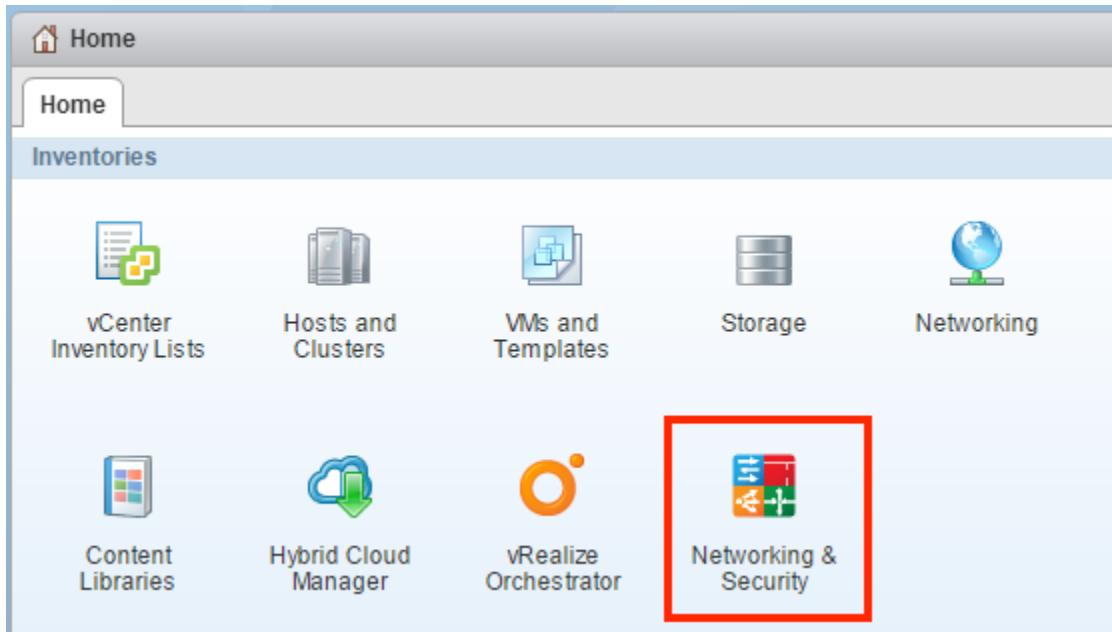 Home
Home
Inventories
vCenter
Inventory Lists
Hosts and
Clusters
VMs and
Templates
Storage
Networking
Content
Libraries
Hybrid Cloud
Manager
vRealize
Orchestrator
Networking &
Security